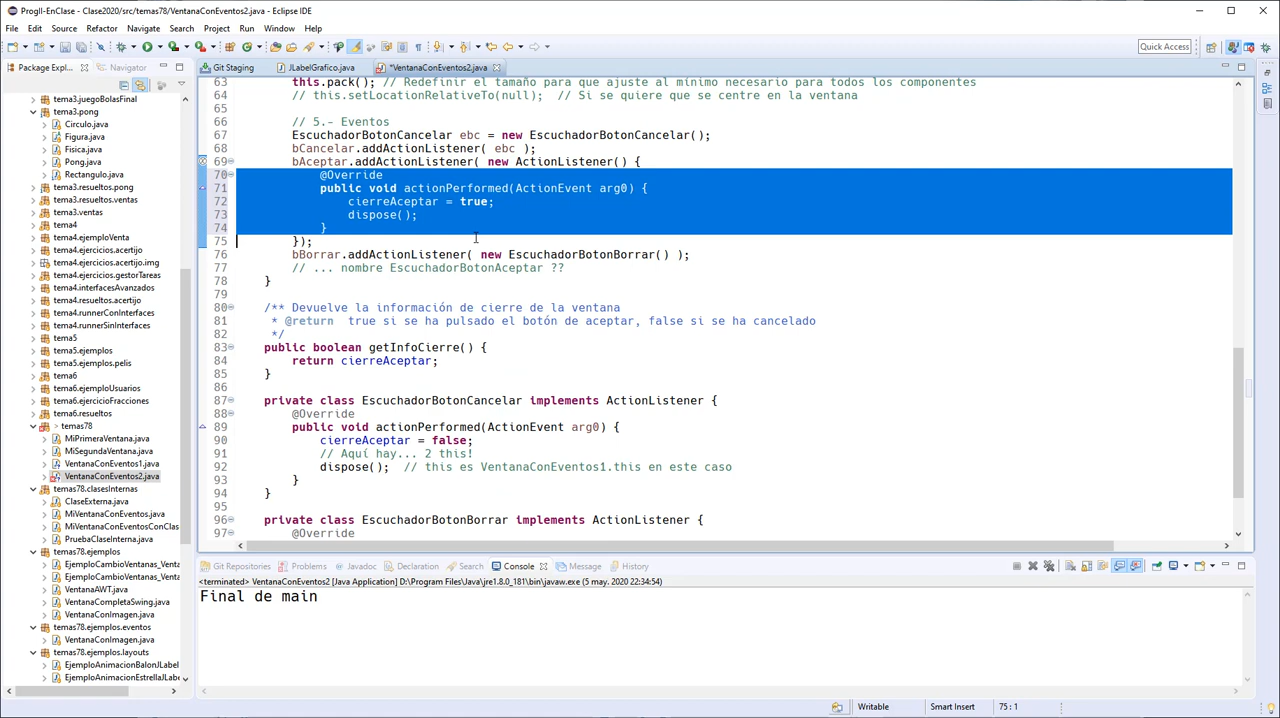 ProgII-EnClase - Clase2020/src/temas78/VentanaConEventos2.java - Eclipse IDE
File Edit Source Refactor Navigate Search Project Run Window Help
Quick Access
Package Expl... Navigator
Git Staging JLabelGrafico.java *VentanaConEventos2.java
tema3.juegoBolasFinal
tema3.pong
Circulo.java
Figura.java
Fisica.java
Pong.java
Rectangulo.java
tema3.resueltos.pong
tema3.resueltos.ventas
tema3.ventas
tema4
tema4.ejemploVenta
tema4.ejercicios.acertijo
tema4.ejercicios.acertijo.img
tema4.ejercicios.gestorTareas
tema4.interfacesAvanzados
tema4.resueltos.acertijo
tema4.runnerConInterfaces
tema4.runnerSinInterfaces
tema5
tema5.ejemplos
tema5.ejemplos.pelis
tema6
tema6.ejemploUsuarios
tema6.ejercicioFracciones
tema6.resueltos
> temas78
MiPrimeraVentana.java
MiSegundaVentana.java
VentanaConEventos1.java
VentanaConEventos2.java
temas78.clasesInternas
ClaseExterna.java
MiVentanaConEventos.java
MiVentanaConEventosConClas
PruebaClaseInterna.java
temas78.ejemplos
EjemploCambioVentanas_Venta
EjemploCambioVentanas_Venta
VentanaAWT.java
VentanaCompletaSwing.java
VentanaConImagen.java
temas78.ejemplos.eventos
VentanaConImagen.java
temas78.ejemplos.layouts
EjemploAnimacionBalonJLabel
EjemploAnimacionEstrellaJLabel
63 this.pack(); // Redefinir el tamaño para que ajuste al mínimo necesario para todos los componentes
64 // this.setLocationRelativeTo(null); // Si se quiere que se centre en la ventana
65
66 // 5.- Eventos
67 EscuchadorBotonCancelar ebc = new EscuchadorBotonCancelar();
68 bCancelar.addActionListener( ebc );
69 bAceptar.addActionListener( new ActionListener() {
70 @Override
71 public void actionPerformed(ActionEvent arg0) {
72 cierreAceptar = true;
73 dispose();
74 }
75 });
76 bBorrar.addActionListener( new EscuchadorBotonBorrar() );
77 // ... nombre EscuchadorBotonAceptar ??
78 }
79
80 /** Devuelve la información de cierre de la ventana
81 * @return true si se ha pulsado el botón de aceptar, false si se ha cancelado
82 */
83 public boolean getInfoCierre() {
84 return cierreAceptar;
85 }
86
87 private class EscuchadorBotonCancelar implements ActionListener {
88 @Override
89 public void actionPerformed(ActionEvent arg0) {
90 cierreAceptar = false;
91 // Aquí hay... 2 this!
92 dispose(); // this es VentanaConEventos1.this en este caso
93 }
94 }
95
96 private class EscuchadorBotonBorrar implements ActionListener {
97 @Override
Git Repositories Problems Javadoc Declaration Search Console Message History
<terminated> VentanaConEventos2 [Java Application] D:\Program Files\Java\jre1.8.0_181\bin\javaw.exe (5 may. 2020 22:34:54)
Final de main
Writable Smart Insert 75 : 1